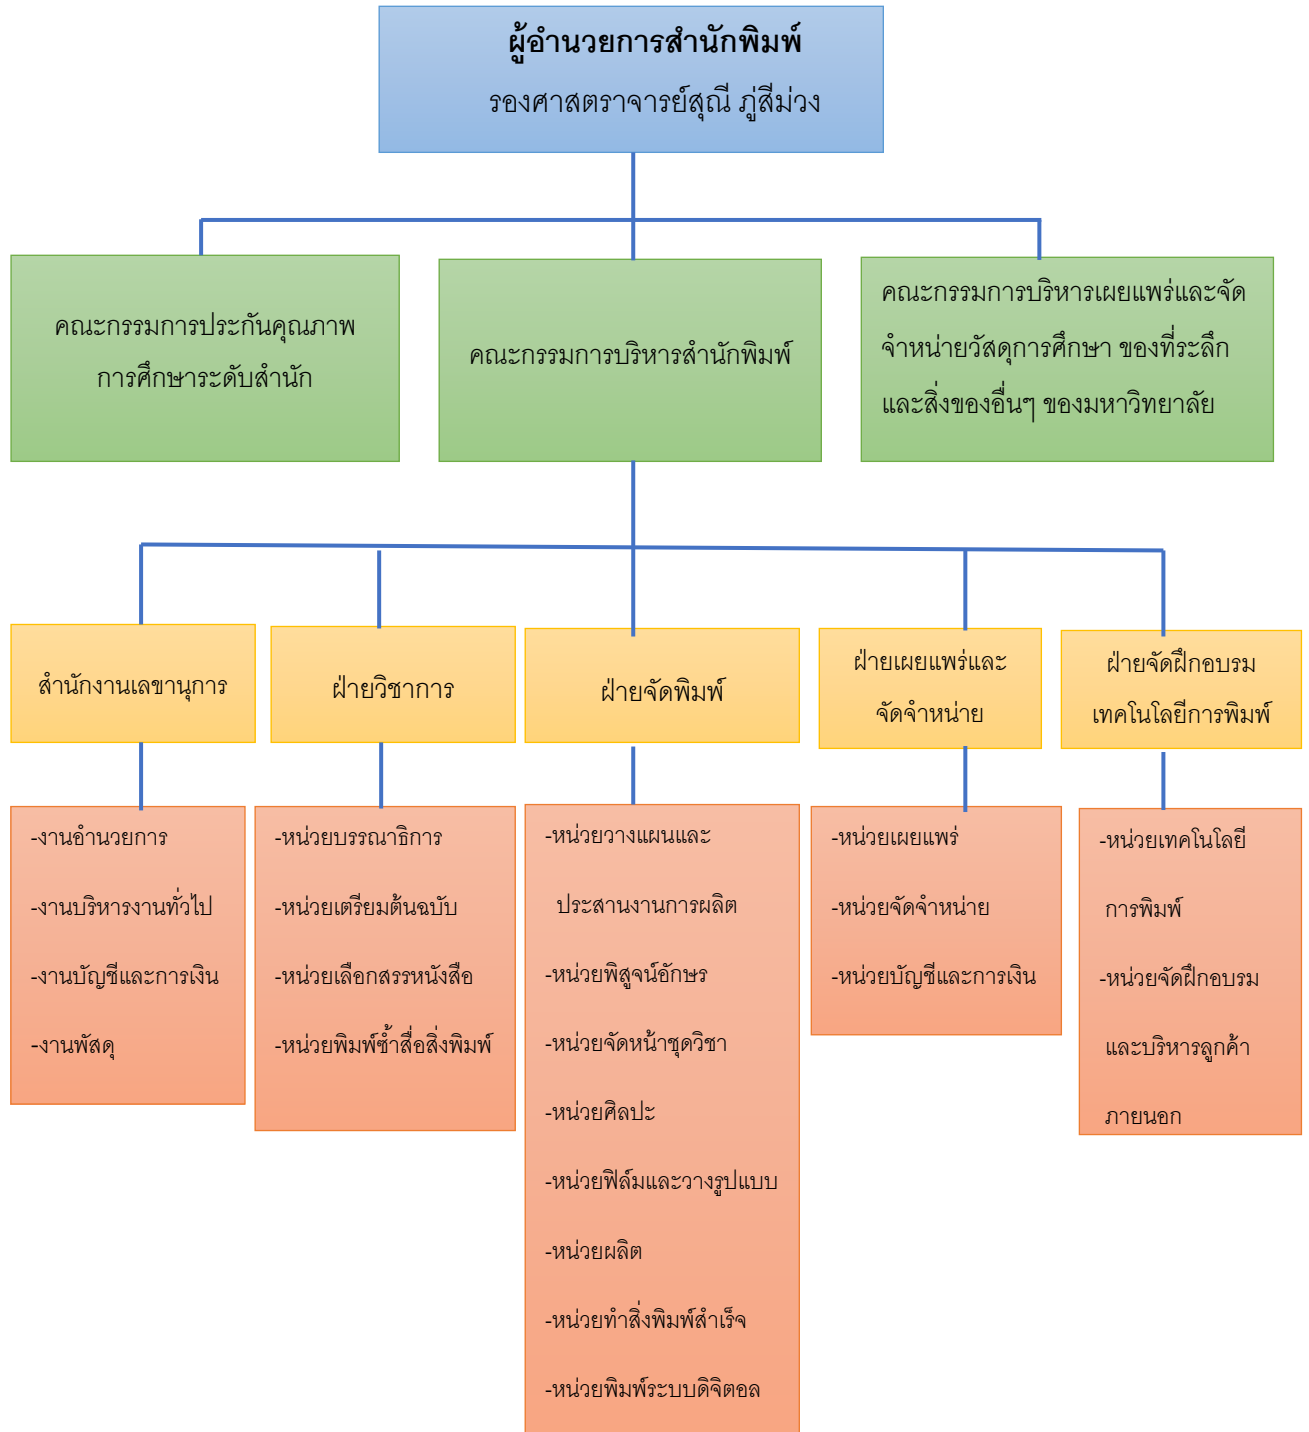 ผู้อำนวยการสำนักพิมพ์
รองศาสตราจารย์สุณี ภู่สีม่วง
คณะกรรมการประกันคุณภาพ
การศึกษาระดับสำนัก
คณะกรรมการบริหารสำนักพิมพ์
คณะกรรมการบริหารเผยแพร่และจัด
จำหน่ายวัสดุการศึกษา ของที่ระลึก
และสิ่งของอื่นๆ ของมหาวิทยาลัย
สำนักงานเลขานุการ
ฝ่ายวิชาการ
ฝ่ายจัดพิมพ์
ฝ่ายเผยแพร่และ
จัดจำหน่าย
ฝ่ายจัดฝึกอบรม
เทคโนโลยีการพิมพ์
-งานอำนวยการ
-งานบริหารงานทั่วไป
-งานบัญชีและการเงิน
-งานพัสดุ
-หน่วยบรรณาธิการ
-หน่วยเตรียมต้นฉบับ
-หน่วยเลือกสรรหนังสือ
-หน่วยพิมพ์ซ้ำสื่อสิ่งพิมพ์
-หน่วยวางแผนและ
ประสานงานการผลิต
-หน่วยพิสูจน์อักษร
-หน่วยจัดหน้าชุดวิชา
-หน่วยศิลปะ
-หน่วยฟิล์มและวางรูปแบบ
-หน่วยผลิต
-หน่วยทำสิ่งพิมพ์สำเร็จ
-หน่วยพิมพ์ระบบดิจิตอล
-หน่วยเผยแพร่
-หน่วยจัดจำหน่าย
-หน่วยบัญชีและการเงิน
-หน่วยเทคโนโลยี
การพิมพ์
-หน่วยจัดฝึกอบรม
และบริหารลูกค้า
ภายนอก